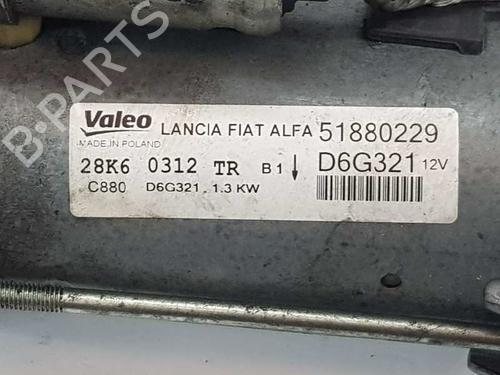 B-PARTS
Valeo LANCIA FIAT ALFA 51880229
MADE IN POLAND
28K6 0312 TR B1 ↓ D6G321 12V
C880 D6G321 . 1.3 KW